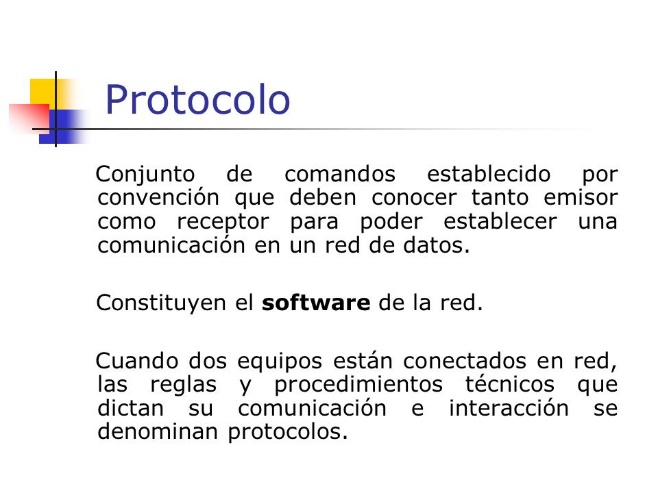 Protocolo
Conjunto de comandos establecido por
convención que deben conocer tanto emisor
como receptor para poder establecer una
comunicación en un red de datos.
Constituyen el software de la red.
Cuando dos equipos están conectados en red,
las reglas y procedimientos técnicos que
dictan su comunicación e interacción se
denominan protocolos.